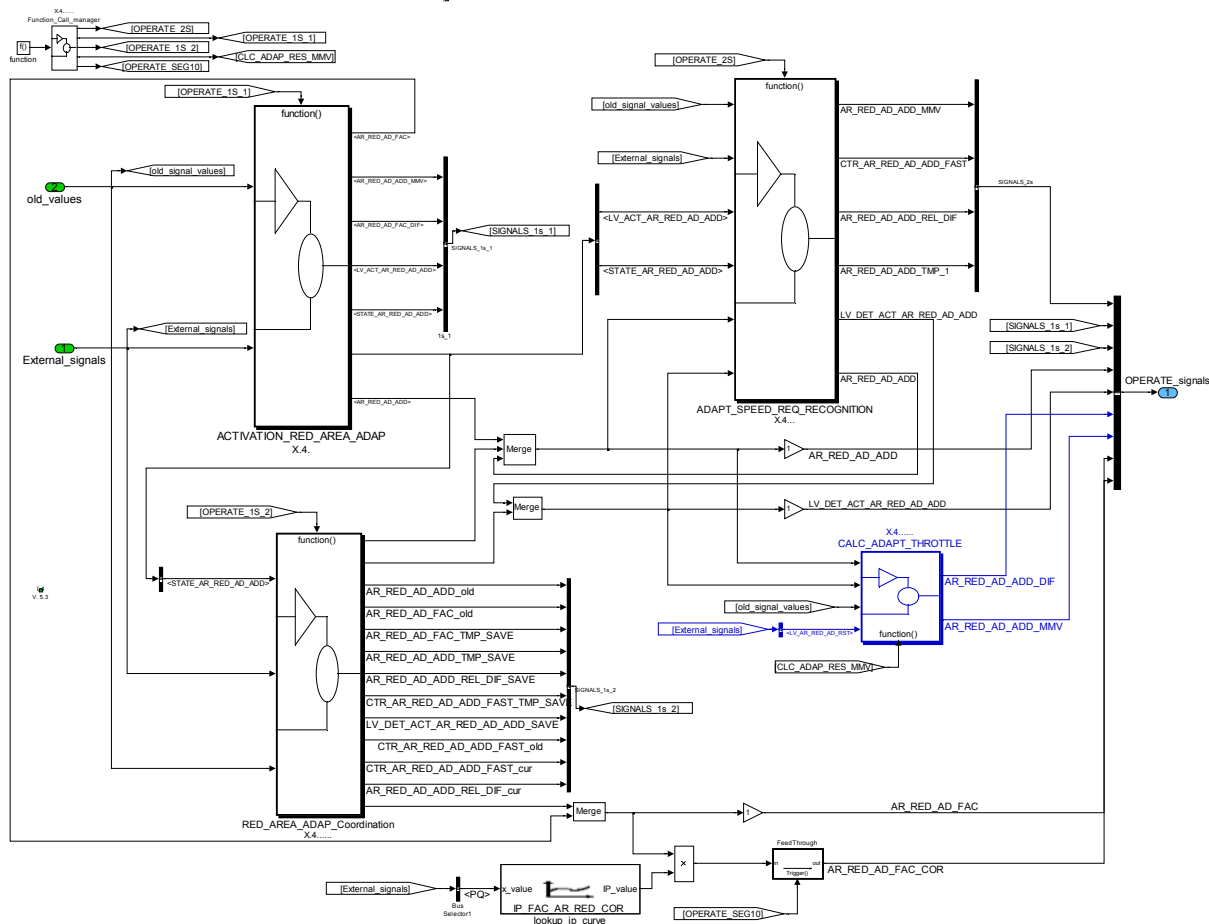 X.4......
Function_Call_manager
f()
function
[OPERATE_2S]
[OPERATE_1S_1]
[OPERATE_1S_2]
[CLC_ADAP_RES_MMV]
[OPERATE_SEG10]
[OPERATE_1S_1]
function()
<AR_RED_AD_FAC>
<AR_RED_AD_ADD_MMV>
<AR_RED_AD_FAC_DIF>
<LV_ACT_AR_RED_AD_ADD>
<STATE_AR_RED_AD_ADD>
<AR_RED_AD_ADD>
ACTIVATION_RED_AREA_ADAP
X.4.
2
old_values
[old_signal_values]
[External_signals]
1
External_signals
SIGNALS_1s_1
[SIGNALS_1s_1]
1s_1
[OPERATE_2S]
function()
[old_signal_values]
[External_signals]
<LV_ACT_AR_RED_AD_ADD>
<STATE_AR_RED_AD_ADD>
AR_RED_AD_ADD_MMV
CTR_AR_RED_AD_ADD_FAST
AR_RED_AD_ADD_REL_DIF
AR_RED_AD_ADD_TMP_1
LV_DET_ACT_AR_RED_AD_ADD
AR_RED_AD_ADD
ADAPT_SPEED_REQ_RECOGNITION
X.4...
SIGNALS_2s
[SIGNALS_1s_1]
[SIGNALS_1s_2]
OPERATE_signals
1
Merge
1
AR_RED_AD_ADD
Merge
1
LV_DET_ACT_AR_RED_AD_ADD
X.4......
CALC_ADAPT_THROTTLE
AR_RED_AD_ADD_DIF
AR_RED_AD_ADD_MMV
[old_signal_values]
[External_signals]
<LV_AR_RED_AD_RST>
function()
[CLC_ADAP_RES_MMV]
[OPERATE_1S_2]
function()
<STATE_AR_RED_AD_ADD>
V. 5.3
AR_RED_AD_ADD_old
AR_RED_AD_FAC_old
AR_RED_AD_FAC_TMP_SAVE
AR_RED_AD_ADD_TMP_SAVE
AR_RED_AD_ADD_REL_DIF_SAVE
CTR_AR_RED_AD_ADD_FAST_TMP_SAVE
LV_DET_ACT_AR_RED_AD_ADD_SAVE
CTR_AR_RED_AD_ADD_FAST_old
CTR_AR_RED_AD_ADD_FAST_cur
AR_RED_AD_ADD_REL_DIF_cur
SIGNALS_1s_2
[SIGNALS_1s_2]
RED_AREA_ADAP_Coordination
X.4......
Merge
1
AR_RED_AD_FAC
[External_signals]
<PQ>
Bus
Selector1
x_value
IP_value
IP_FAC_AR_RED_COR
lookup_ip_curve
×
FeedThrough
in
out
Trigger()
AR_RED_AD_FAC_COR
[OPERATE_SEG10]